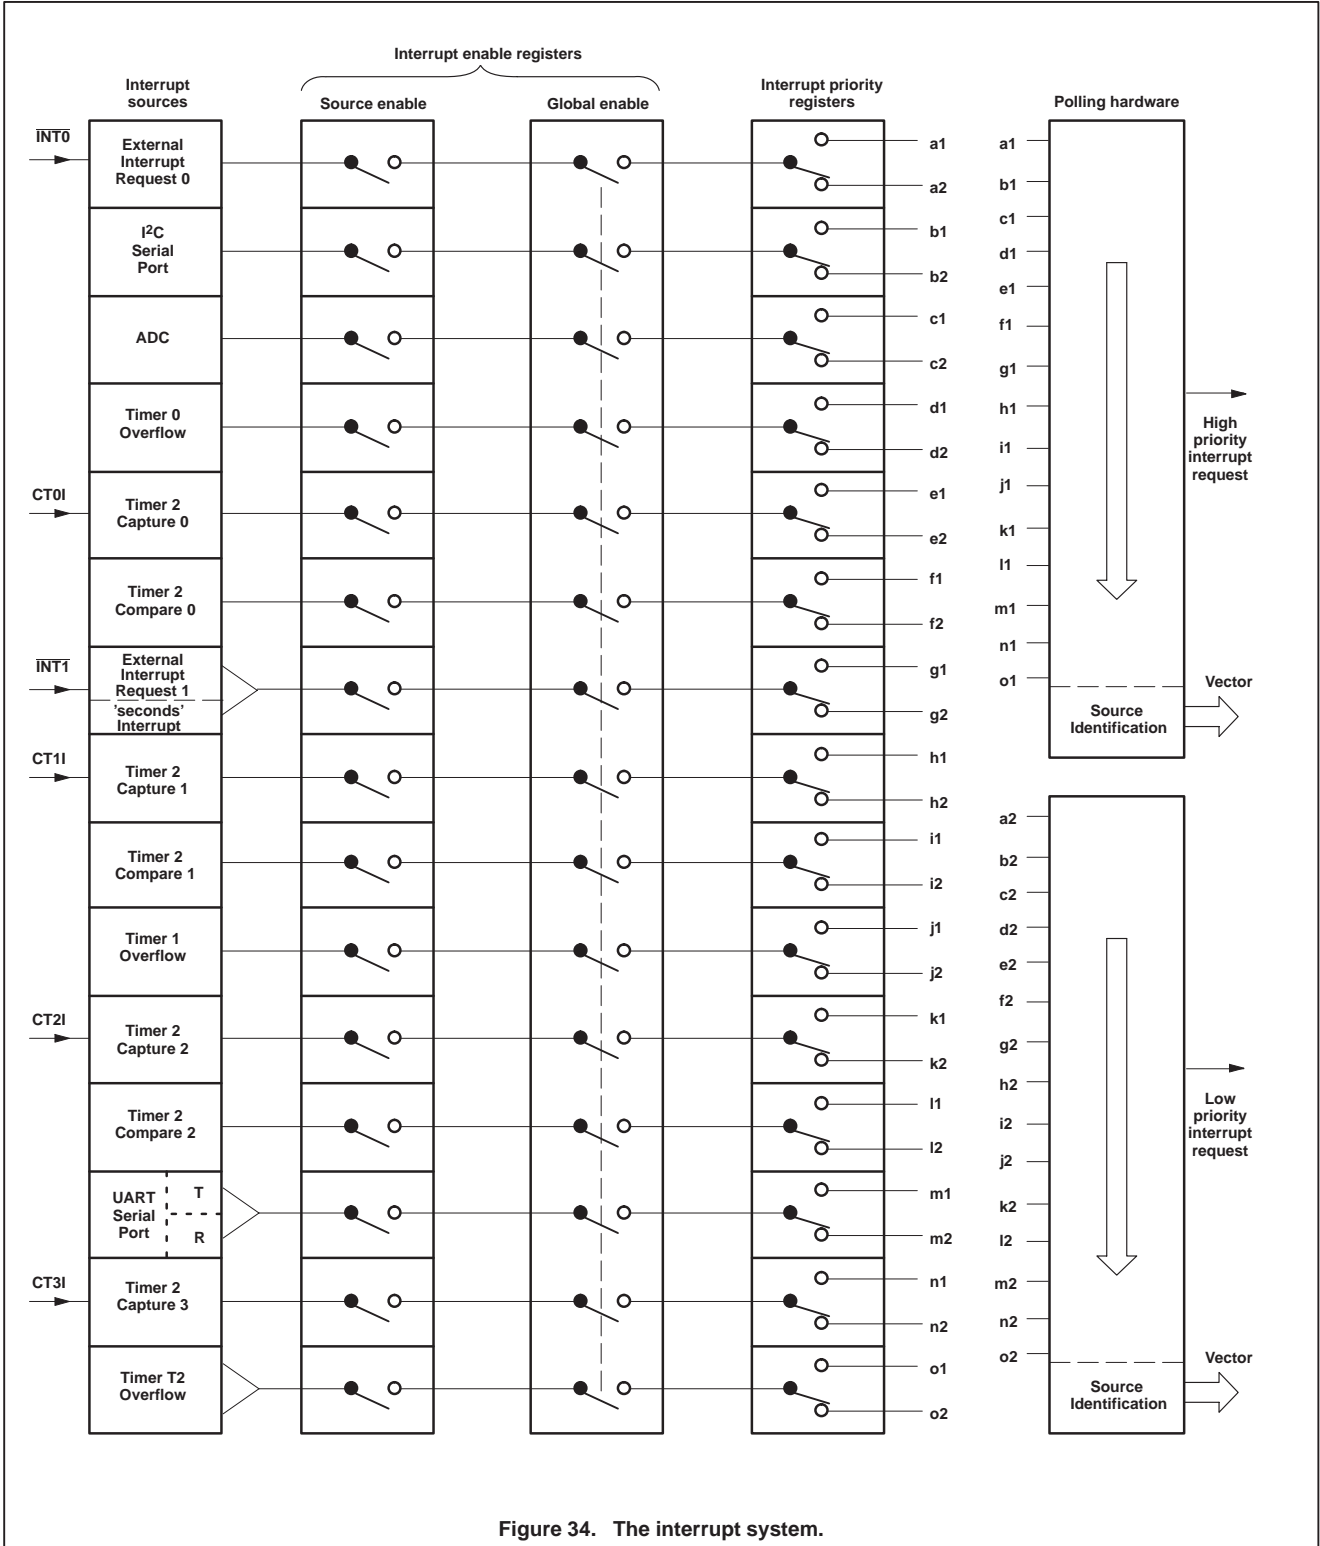 Interrupt enable registers
Interrupt
sources
Source enable
Global enable
Interrupt priority
registers
Polling hardware
INT0
External
Interrupt
Request 0
a1
a2
I2C
Serial
Port
b1
b2
ADC
c1
c2
Timer 0
Overflow
d1
d2
CT0I
Timer 2
Capture 0
e1
e2
Timer 2
Compare 0
f1
f2
INT1
External
Interrupt
Request 1
'seconds'
Interrupt
g1
g2
CT1I
Timer 2
Capture 1
h1
h2
Timer 2
Compare 1
i1
i2
Timer 1
Overflow
j1
j2
CT2I
Timer 2
Capture 2
k1
k2
Timer 2
Compare 2
l1
l2
UART
Serial
Port
T
R
m1
m2
CT3I
Timer 2
Capture 3
n1
n2
Timer T2
Overflow
o1
o2
a1
b1
c1
d1
e1
f1
g1
h1
i1
j1
k1
l1
m1
n1
o1
High
priority
interrupt
request
Source
Identification
Vector
a2
b2
c2
d2
e2
f2
g2
h2
i2
j2
k2
l2
m2
n2
o2
Low
priority
interrupt
request
Source
Identification
Vector
Figure 34. The interrupt system.